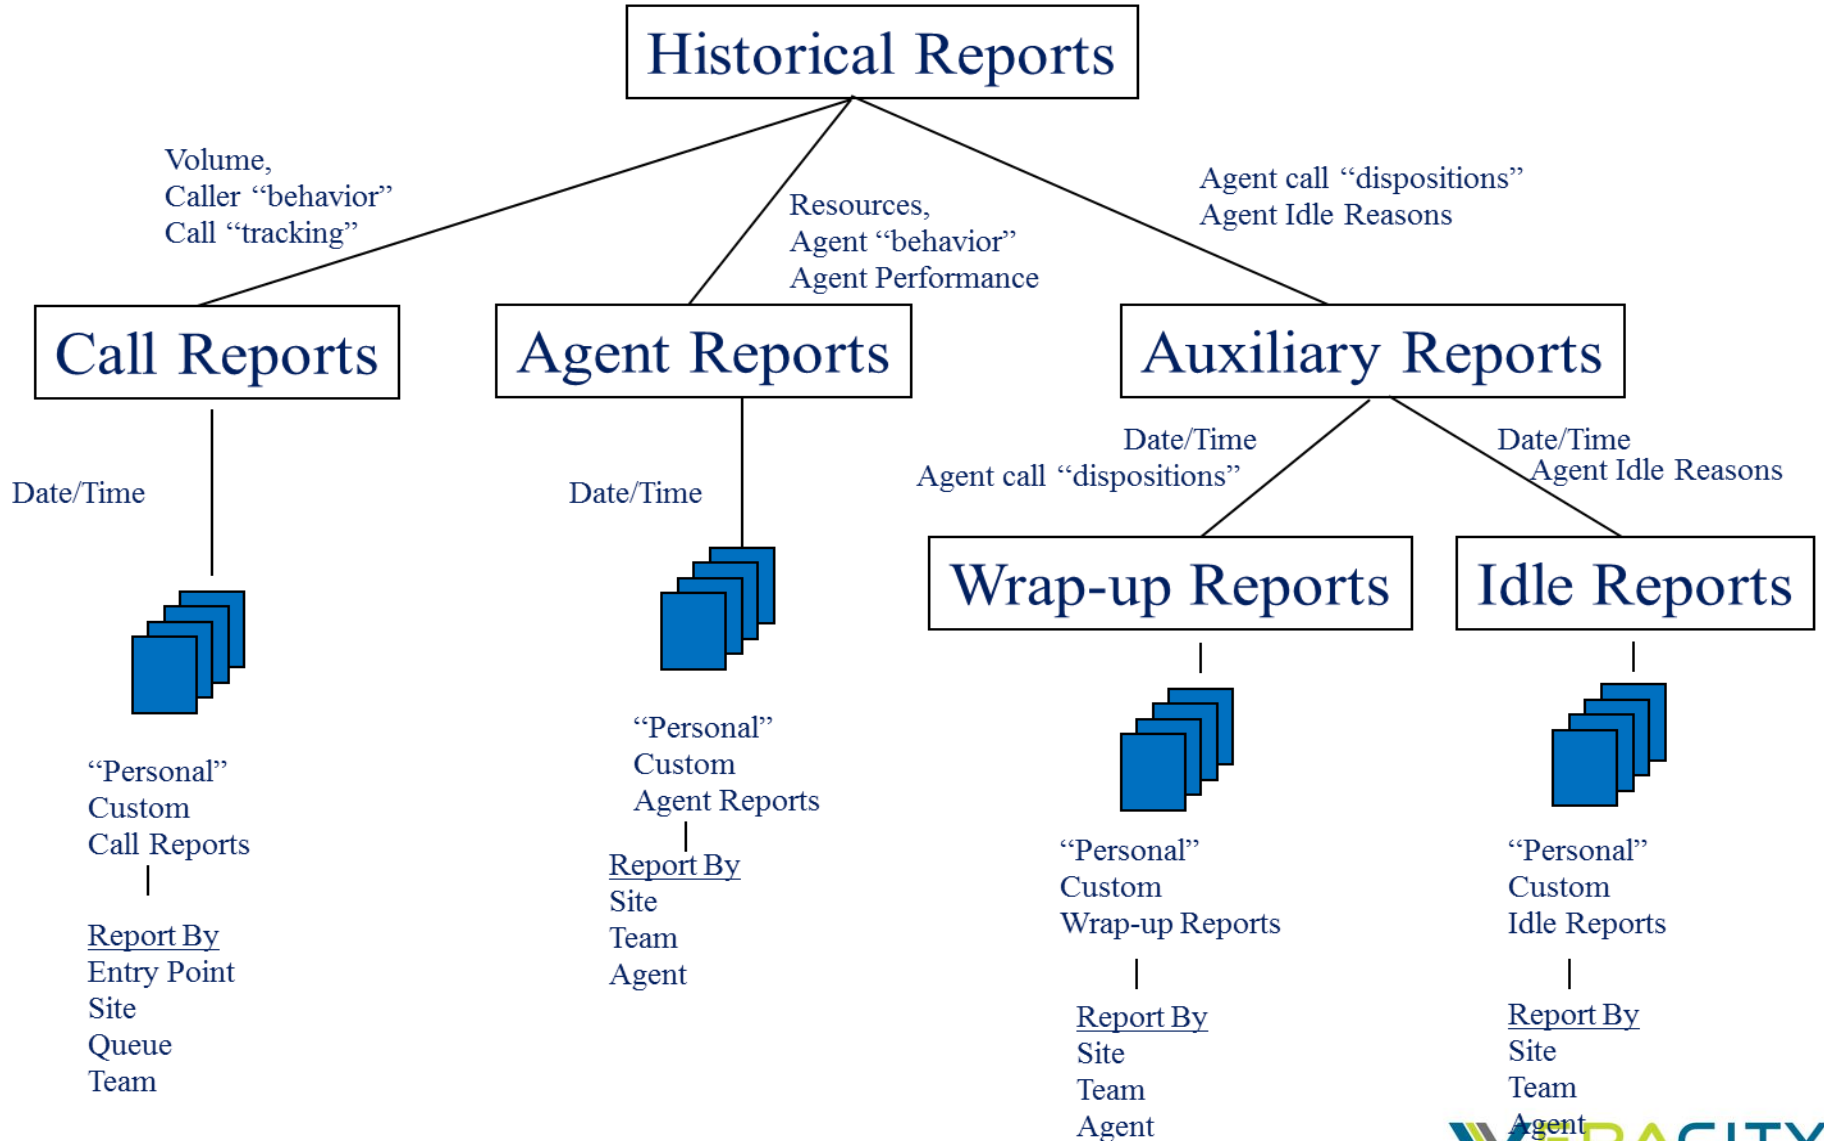 Historical Reports
Volume,
Caller “behavior”
Call “tracking”
Resources,
Agent “behavior”
Agent Performance
Agent call “dispositions”
Agent Idle Reasons
Call Reports
Agent Reports
Auxiliary Reports
Date/Time
Date/Time
Date/Time
Agent call “dispositions”
Date/Time
Agent Idle Reasons
Wrap-up Reports
Idle Reports
“Personal”
Custom
Call Reports
Report By
Entry Point
Site
Queue
Team
“Personal”
Custom
Agent Reports
Report By
Site
Team
Agent
“Personal”
Custom
Wrap-up Reports
Report By
Site
Team
Agent
“Personal”
Custom
Idle Reports
Report By
Site
Team
Agent
VERACITY